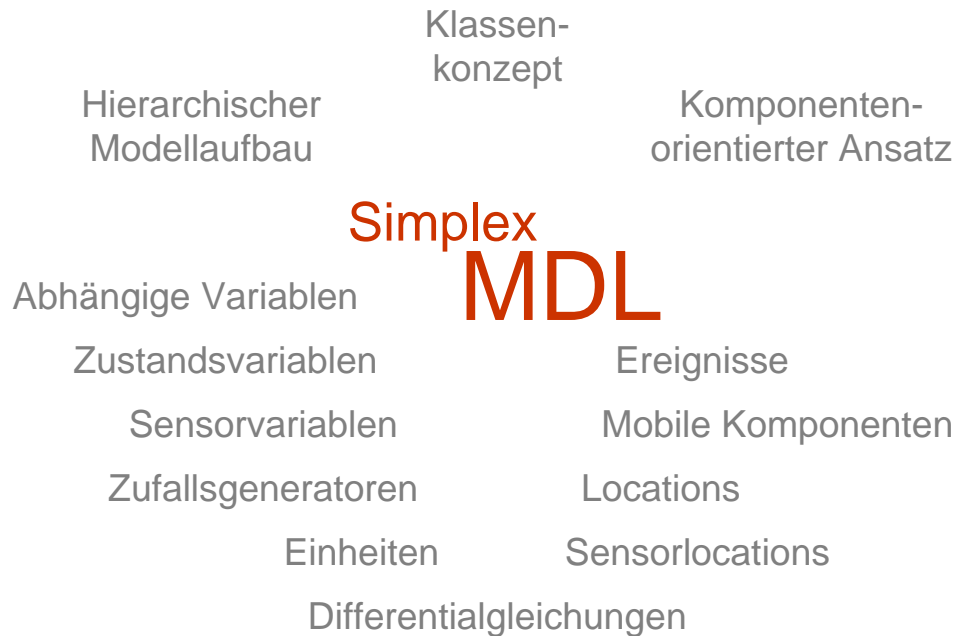 Klassen-
konzept
Hierarchischer
Modellaufbau
Komponenten-
orientierter Ansatz
Simplex
MDL
Abhängige Variablen
Zustandsvariablen
Ereignisse
Sensorvariablen
Mobile Komponenten
Zufallsgeneratoren
Locations
Einheiten
Sensorlocations
Differentialgleichungen